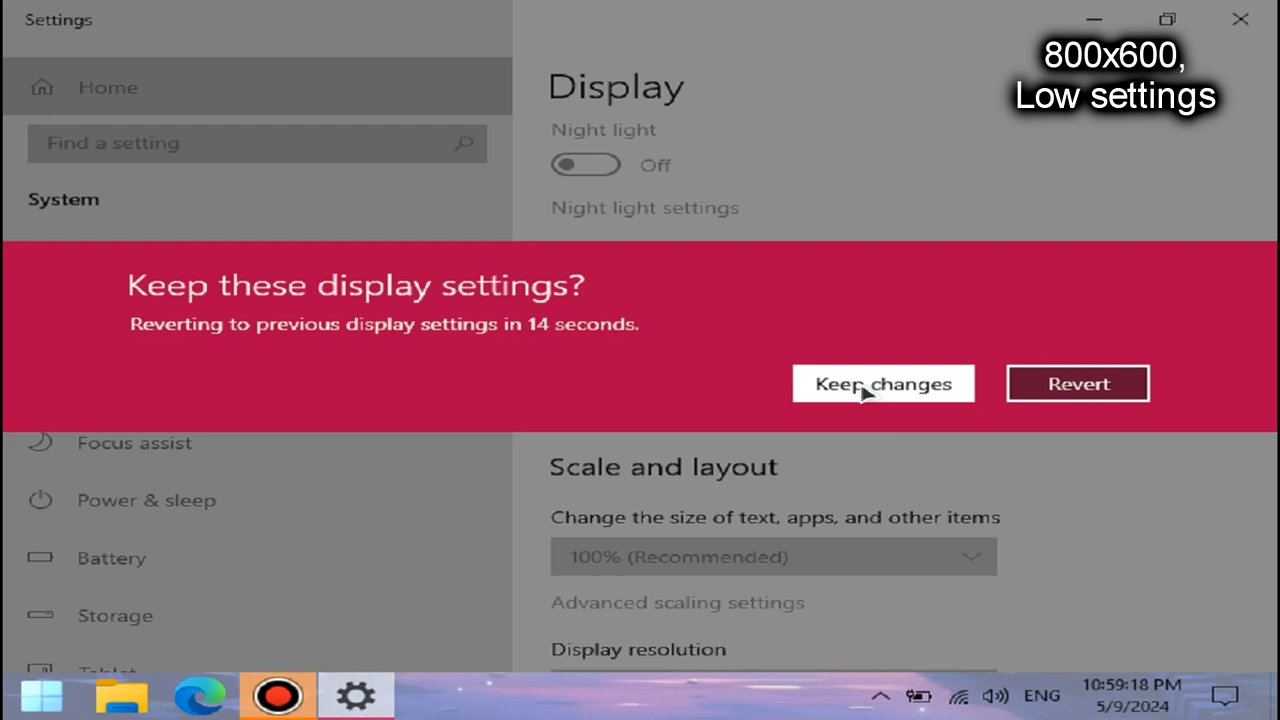 Settings
800x600,
Low settings
Home
Display
Night light
Find a setting
Off
System
Night light settings
Keep these display settings?
Reverting to previous display settings in 14 seconds.
Keep changes
Revert
Focus assist
Scale and layout
Power & sleep
Change the size of text, apps, and other items
Battery
100% (Recommended)
Advanced scaling settings
Storage
Display resolution
Tablet
ENG
10:59:18 PM
5/9/2024